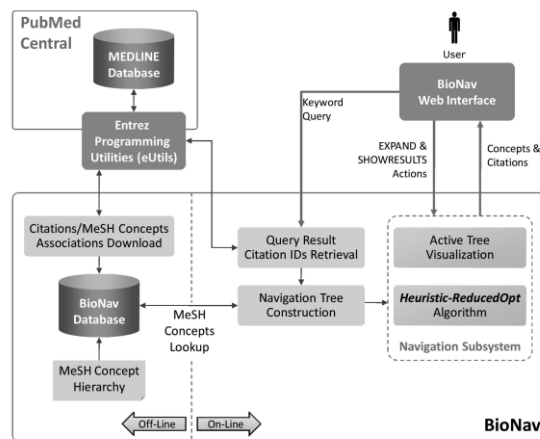 PubMed
Central
MEDLINE
Database
Entrez
Programming
Utilities (eUtils)
User
BioNav
Web Interface
Keyword
Query
EXPAND &
SHOWRESULTS
Actions
Concepts &
Citations
Citations/MeSH Concepts
Associations Download
Query Result
Citation IDs Retrieval
Active Tree
Visualization
BioNav
Database
MeSH
Concepts
Lookup
Navigation Tree
Construction
Heuristic-ReducedOpt
Algorithm
Navigation Subsystem
MeSH Concept
Hierarchy
Off-Line
On-Line
BioNav